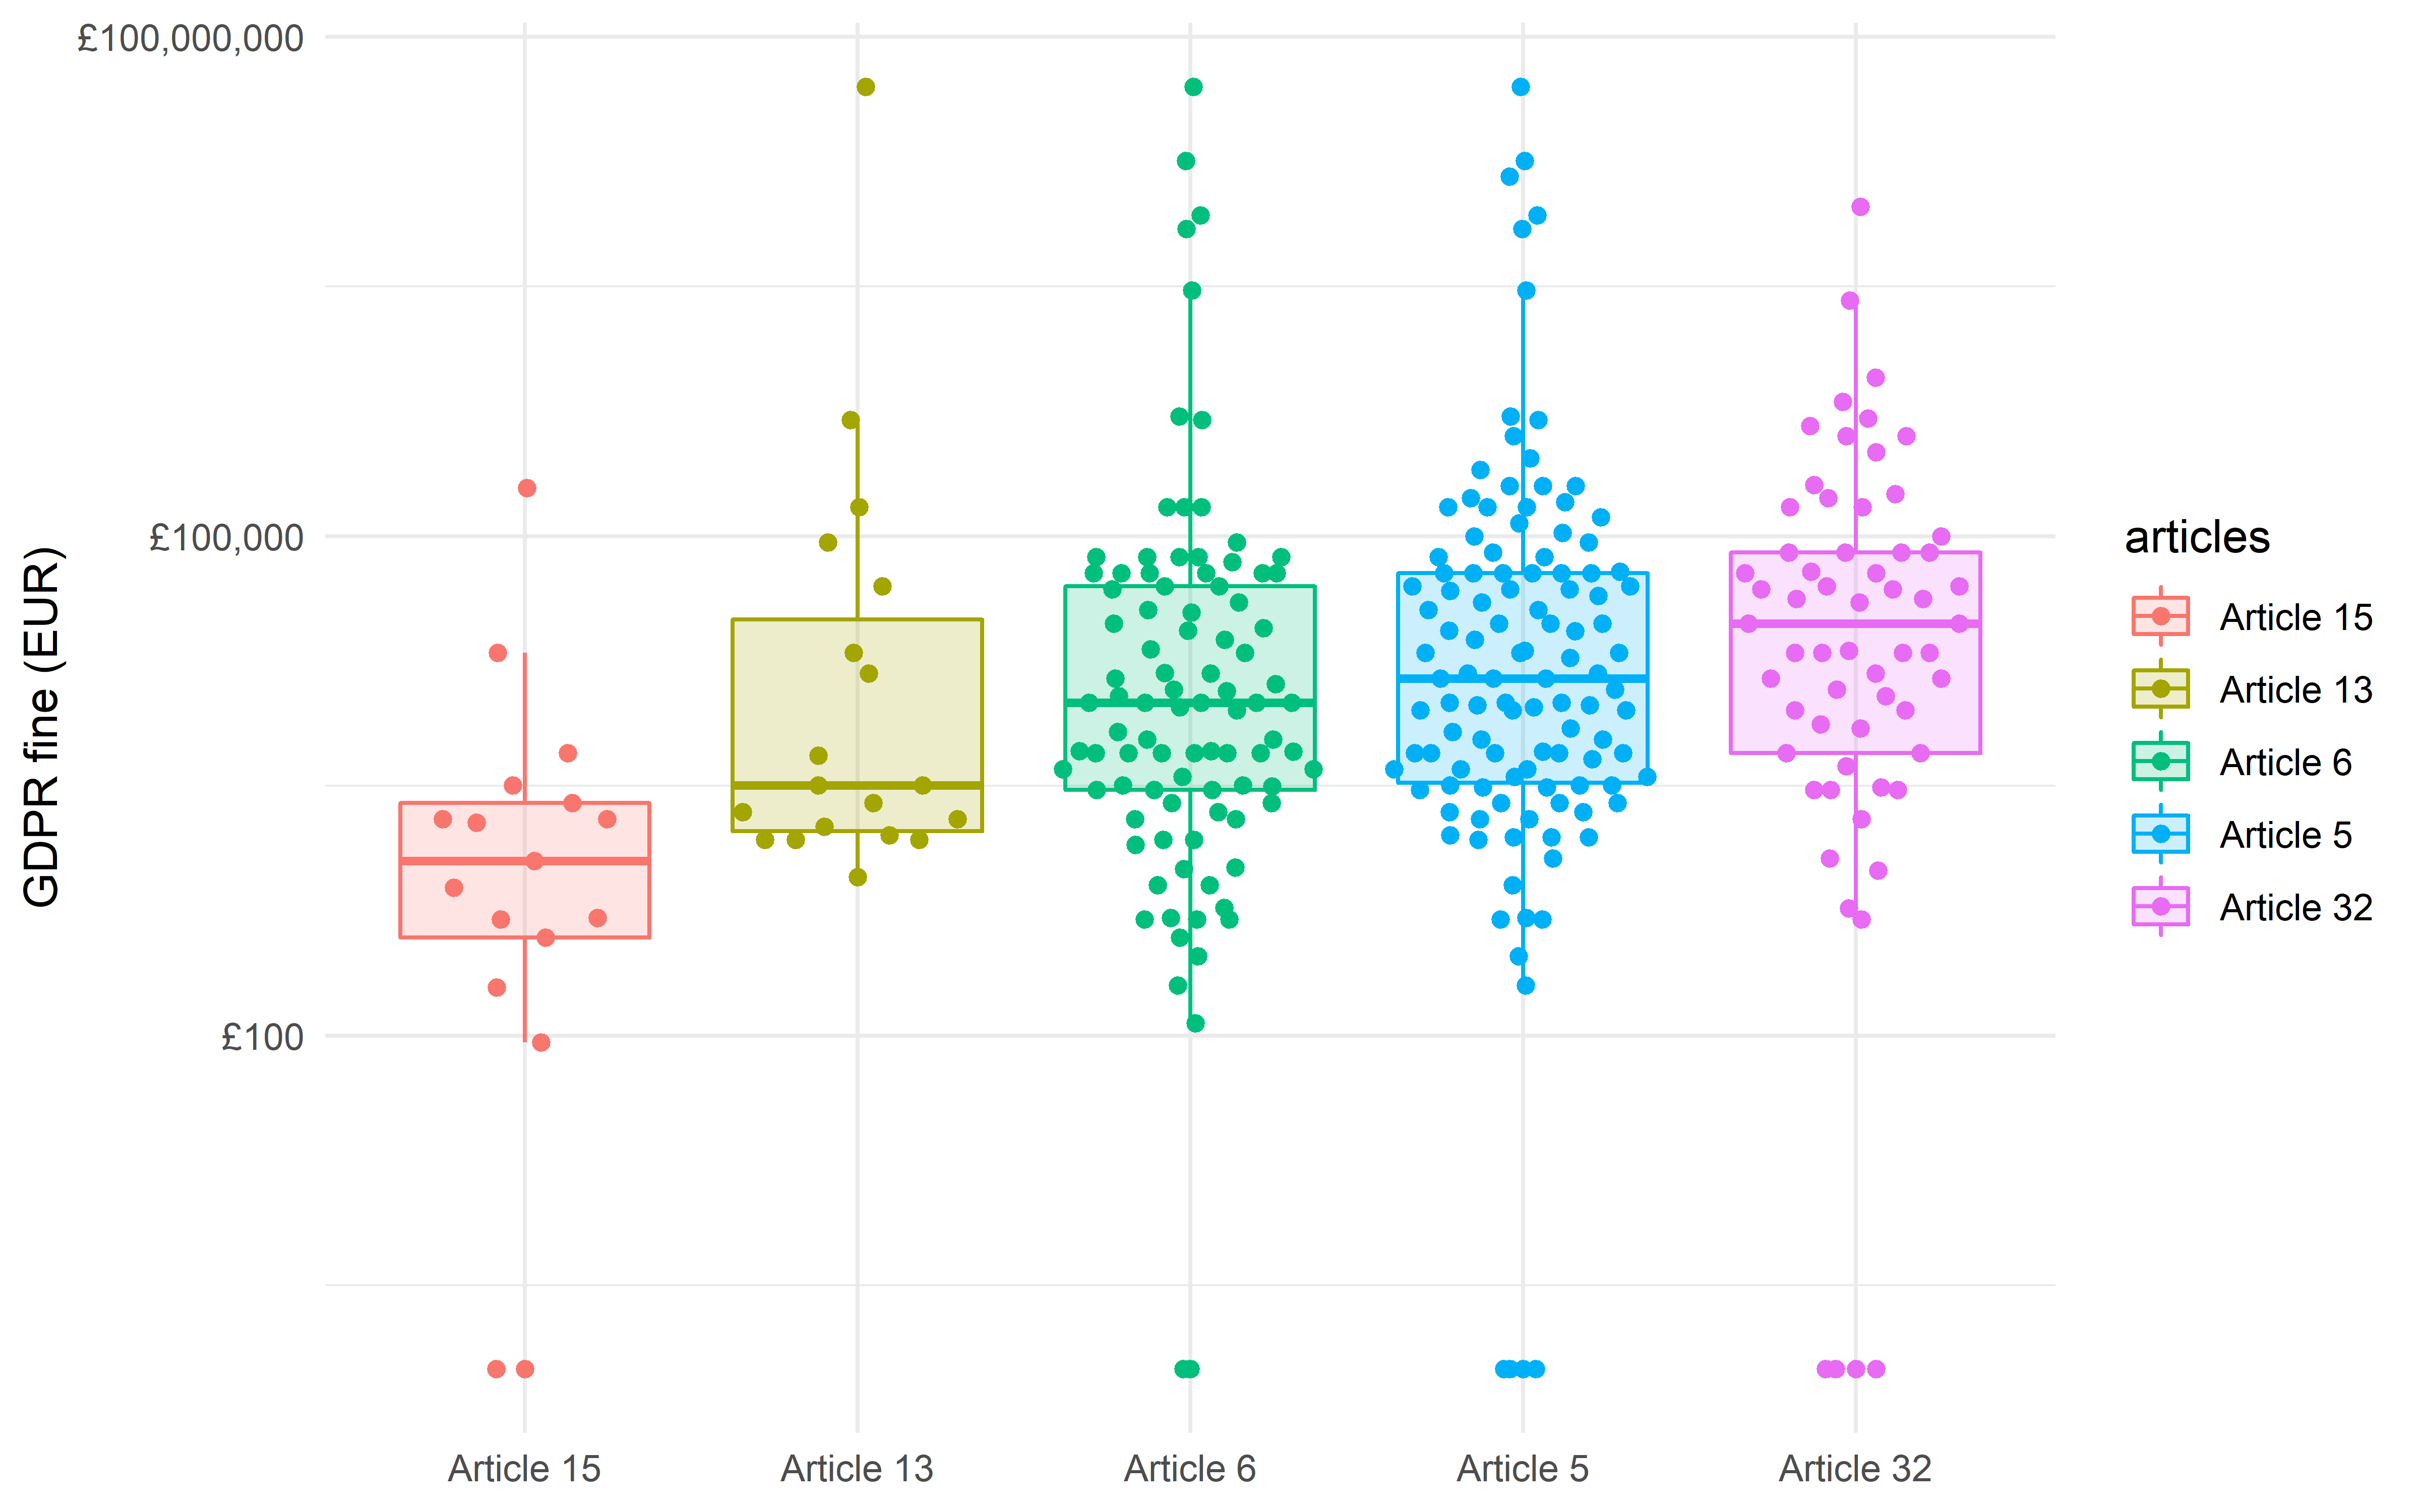 GDPR fine (EUR)
£100,000,000
£100,000
£100
Article 15
Article 13
Article 6
Article 5
Article 32
articles
Article 15
Article 13
Article 6
Article 5
Article 32